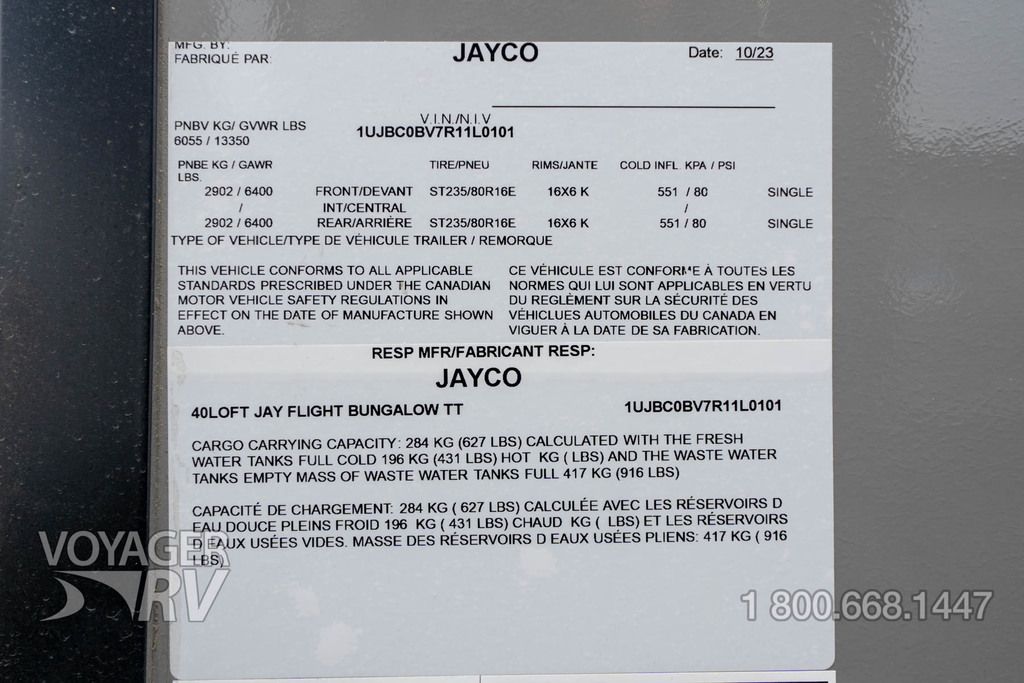 MFG. BY:
FABRIQUÉ PAR:
JAYCO
Date: 10/23
V.I.N./N.I.V
PNBV KG/ GVWR LBS
1UJBC0BV7R11L0101
6055 / 13350
PNBE KG / GAWR LBS. TIRE/PNEU RIMS/JANTE COLD INFL. KPA / PSI
2902 / 6400 FRONT/DEVANT ST235/80R16E 16X6 K 551 / 80 SINGLE
/ INT/CENTRAL /
2902 / 6400 REAR/ARRIÈRE ST235/80R16E 16X6 K 551 / 80 SINGLE
TYPE OF VEHICLE/TYPE DE VÉHICULE TRAILER / REMORQUE
THIS VEHICLE CONFORMS TO ALL APPLICABLE
STANDARDS PRESCRIBED UNDER THE CANADIAN
MOTOR VEHICLE SAFETY REGULATIONS IN
EFFECT ON THE DATE OF MANUFACTURE SHOWN
ABOVE.
CE VÉHICULE EST CONFORME À TOUTES LES
NORMES QUI LUI SONT APPLICABLES EN VERTU
DU REGLÈMENT SUR LA SÉCURITÉ DES
VÉHICLUES AUTOMOBILES DU CANADA EN
VIGUER À LA DATE DE SA FABRICATION.
RESP MFR/FABRICANT RESP:
JAYCO
40LOFT JAY FLIGHT BUNGALOW TT 1UJBC0BV7R11L0101
CARGO CARRYING CAPACITY: 284 KG (627 LBS) CALCULATED WITH THE FRESH
WATER TANKS FULL COLD 196 KG (431 LBS) HOT KG ( LBS) AND THE WASTE WATER
TANKS EMPTY MASS OF WASTE WATER TANKS FULL 417 KG (916 LBS)
CAPACITÉ DE CHARGEMENT: 284 KG ( 627 LBS) CALCULÉE AVEC LES RÉSERVOIRS D
EAU DOUCE PLEINS FROID 196 KG ( 431 LBS) CHAUD KG ( LBS) ET LES RÉSERVOIRS
D EAUX USÉES VIDES. MASSE DES RÉSERVOIRS D EAUX USÉES PLIENS: 417 KG ( 916
LBS)
VOYAGER
RV
1 800.668.1447